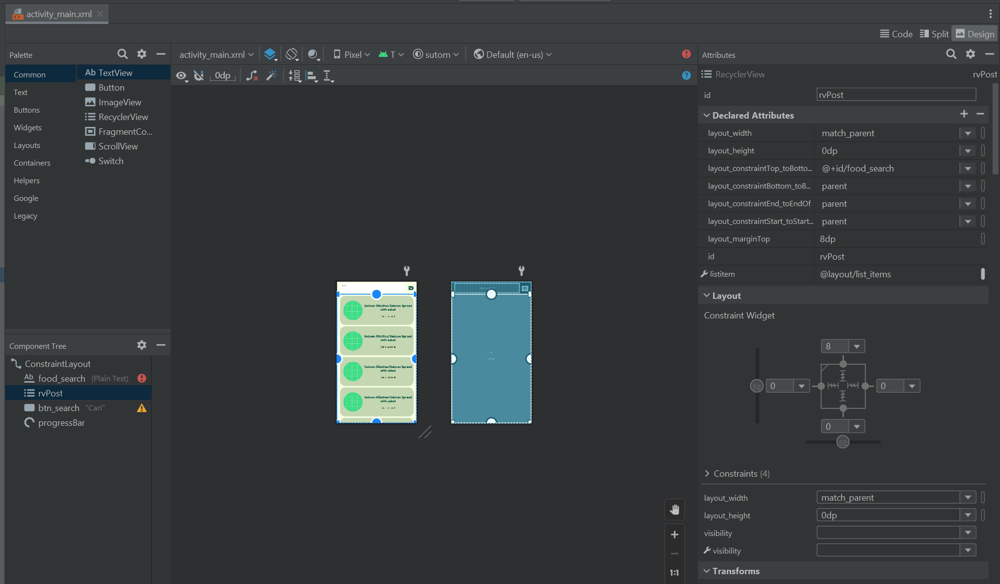 activity_main.xml
Code
Split
Design
Palette
activity_main.xml
Pixel
T
sutom
Default (en-us)
Attributes
Common
Text
Buttons
Widgets
Layouts
Containers
Helpers
Google
Legacy
Ab TextView
Button
ImageView
RecyclerView
FragmentCo...
ScrollView
Switch
0dp
RecyclerView
rvPost
id
rvPost
Declared Attributes
layout_width match_parent
layout_height 0dp
layout_constraintTop_toBotto... @+id/food_search
layout_constraintBottom_toB... parent
layout_constraintEnd_toEndOf parent
layout_constraintStart_toStart... parent
layout_marginTop 8dp
id rvPost
listitem @layout/list_items
Salmon Rillettes/Salmon Spread
with salad
Salmon Rillettes/Salmon Spread
with salad
Salmon Rillettes/Salmon Spread
with salad
Salmon Rillettes/Salmon Spread
with salad
Layout
Constraint Widget
8
50
0
0
0
50
Constraints (4)
layout_width match_parent
layout_height 0dp
visibility
visibility
Transforms
Component Tree
ConstraintLayout
Ab food_search (Plain Text)
rvPost
btn_search "Cari"
progressBar
1:1